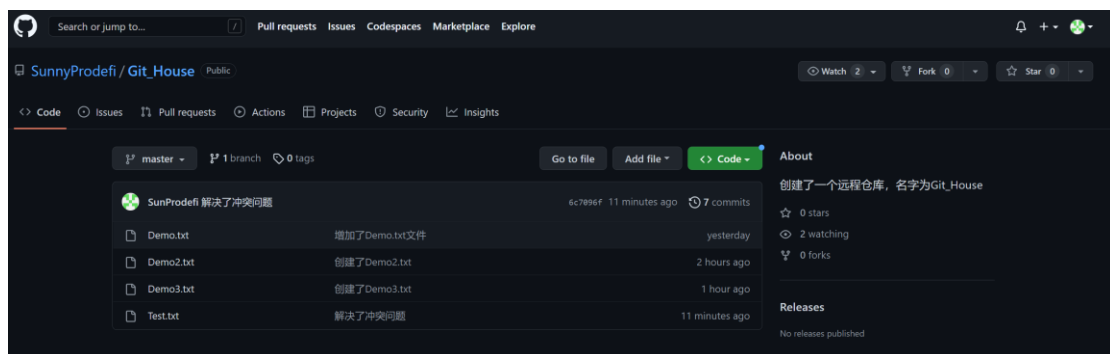 Search or jump to... / Pull requests Issues Codespaces Marketplace Explore
SunnyProdefi / Git_House Public
Watch 2 Fork 0 Star 0
Code Issues Pull requests Actions Projects Security Insights
master 1 branch 0 tags Go to file Add file Code
About
创建了一个远程仓库，名字为Git_House
SunProdefi 解决了冲突问题 6c7096f 11 minutes ago 7 commits
0 stars
Demo.txt 增加了Demo.txt文件 yesterday
2 watching
Demo2.txt 创建了Demo2.txt 2 hours ago
0 forks
Demo3.txt 创建了Demo3.txt 1 hour ago
Releases
Test.txt 解决了冲突问题 11 minutes ago
No releases published